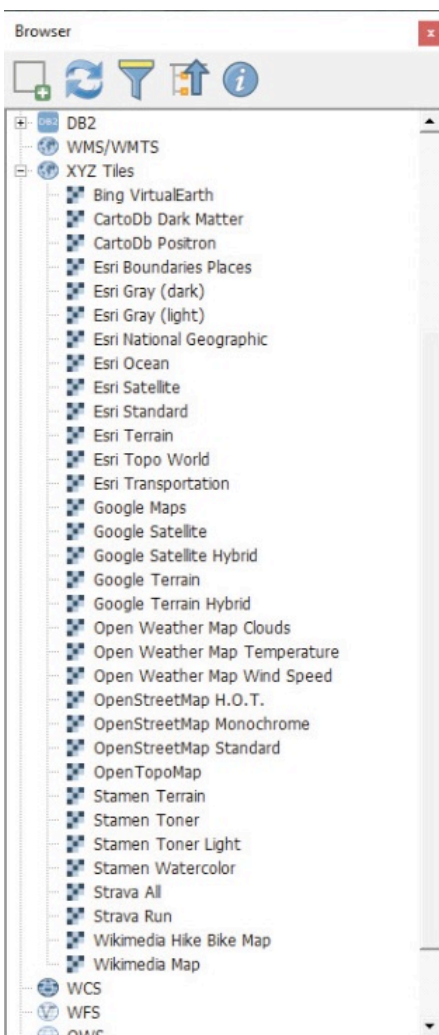 Browser
DB2
WMS/WMTS
XYZ Tiles
Bing VirtualEarth
CartoDb Dark Matter
CartoDb Positron
Esri Boundaries Places
Esri Gray (dark)
Esri Gray (light)
Esri National Geographic
Esri Ocean
Esri Satellite
Esri Standard
Esri Terrain
Esri Topo World
Esri Transportation
Google Maps
Google Satellite
Google Satellite Hybrid
Google Terrain
Google Terrain Hybrid
Open Weather Map Clouds
Open Weather Map Temperature
Open Weather Map Wind Speed
OpenStreetMap H.O.T.
OpenStreetMap Monochrome
OpenStreetMap Standard
OpenTopoMap
Stamen Terrain
Stamen Toner
Stamen Toner Light
Stamen Watercolor
Strava All
Strava Run
Wikimedia Hike Bike Map
Wikimedia Map
WCS
WFS